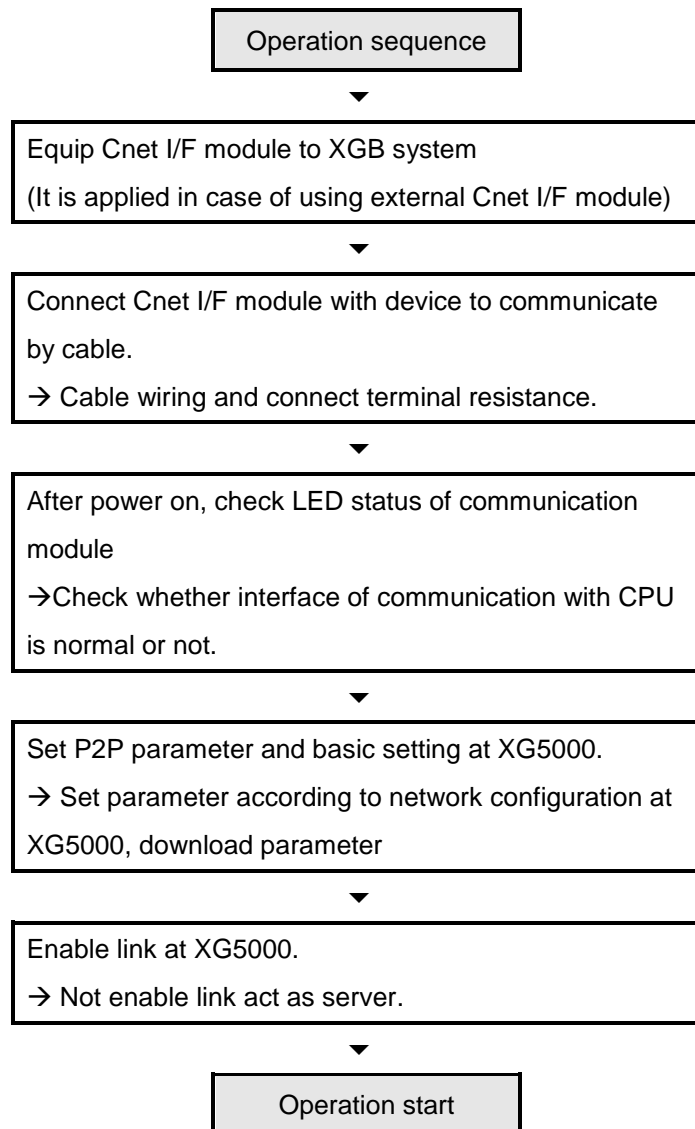 Operation sequence
Equip Cnet I/F module to XGB system
(It is applied in case of using external Cnet I/F module)
Connect Cnet I/F module with device to communicate
by cable.
→ Cable wiring and connect terminal resistance.
After power on, check LED status of communication
module
→Check whether interface of communication with CPU
is normal or not.
Set P2P parameter and basic setting at XG5000.
→ Set parameter according to network configuration at
XG5000, download parameter
Enable link at XG5000.
→ Not enable link act as server.
Operation start